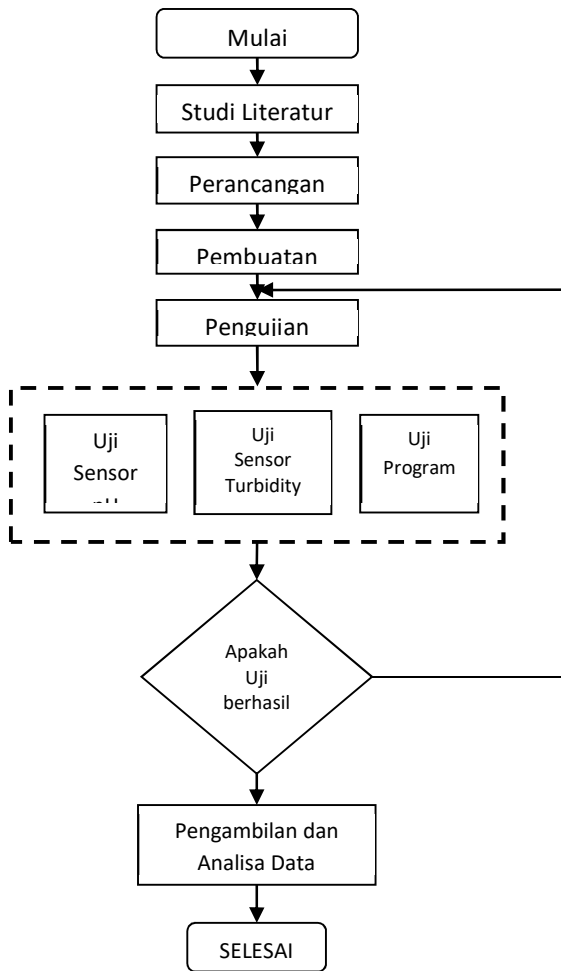 Mulai
Studi Literatur
Perancangan
Pembuatan
Pengujian
Uji
Sensor
Uji
Sensor
Turbidity
Uji
Program
Apakah
Uji
berhasil
Pengambilan dan
Analisa Data
SELESAI